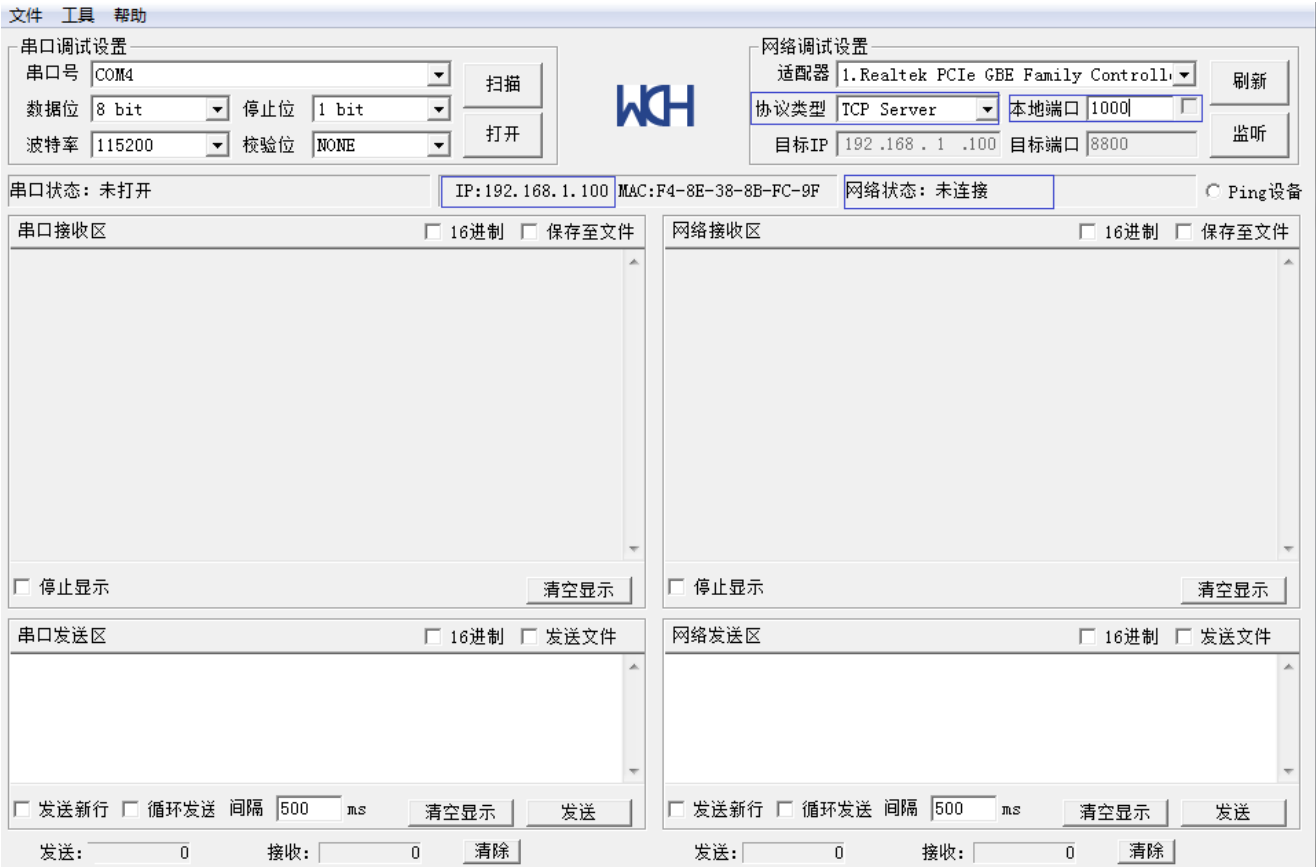 文件 工具 帮助
串口调试设置
串口号 COM4 扫描
数据位 8 bit 停止位 1 bit
波特率 115200 校验位 NONE 打开
WCH
网络调试设置
适配器 1.Realtek PCIe GBE Family Controll 刷新
协议类型 TCP Server 本地端口 1000
目标IP 192 .168 . 1 .100 目标端口 8800 监听
串口状态: 未打开 IP:192.168.1.100 MAC:F4-8E-38-8B-FC-9F 网络状态: 未连接 Ping设备
串口接收区 16进制 保存至文件
停止显示 清空显示
网络接收区 16进制 保存至文件
停止显示 清空显示
串口发送区 16进制 发送文件
发送新行 循环发送 间隔 500 ms 清空显示 发送
发送: 0 接收: 0 清除
网络发送区 16进制 发送文件
发送新行 循环发送 间隔 500 ms 清空显示 发送
发送: 0 接收: 0 清除